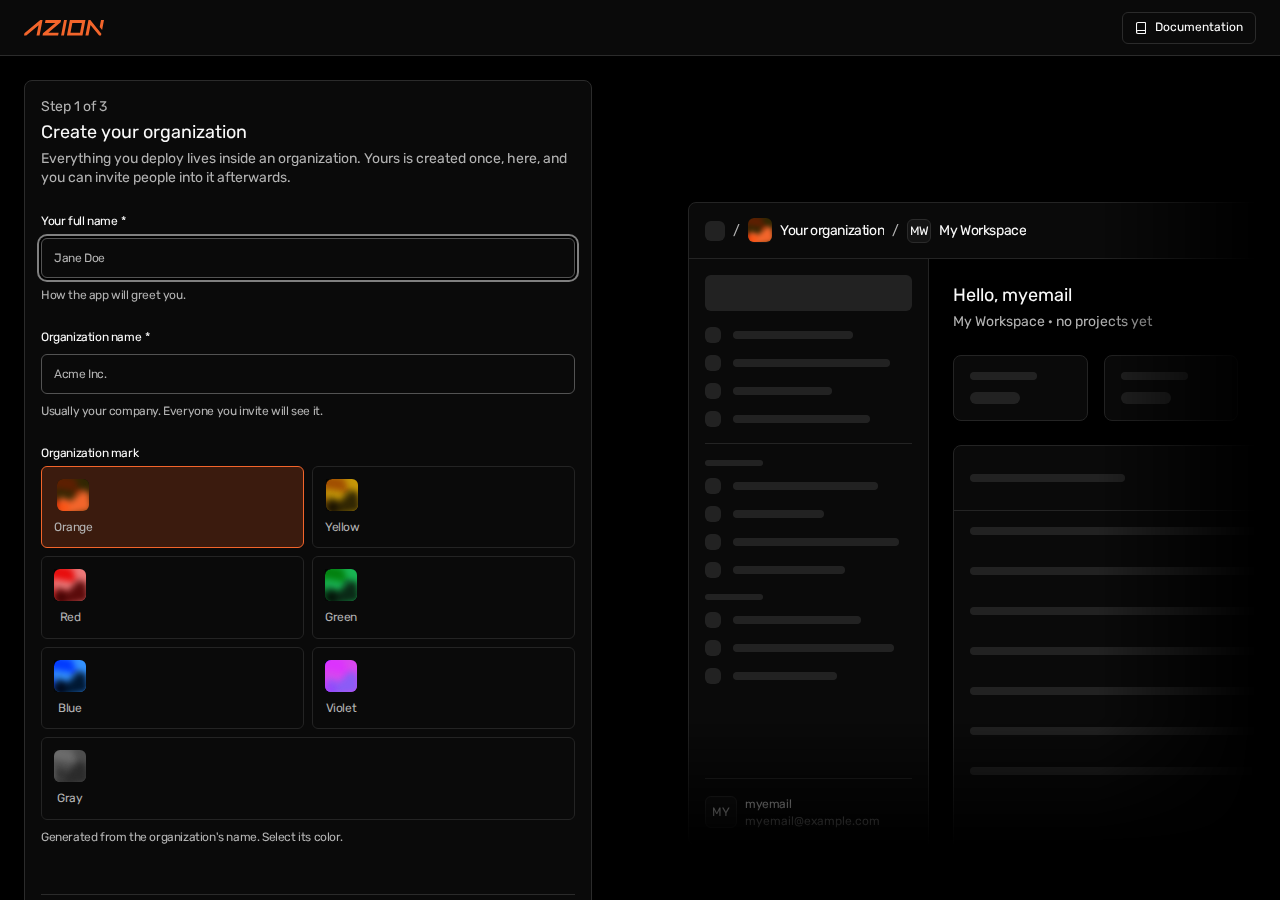 AZION
Documentation
Step 1 of 3
Create your organization
Everything you deploy lives inside an organization. Yours is created once, here, and
you can invite people into it afterwards.
Your full name *
Jane Doe
How the app will greet you.
Organization name *
Acme Inc.
Usually your company. Everyone you invite will see it.
Organization mark
Orange
Yellow
Red
Green
Blue
Violet
Gray
Generated from the organization's name. Select its color.
/ Your organization / MW My Workspace
Hello, myemail
My Workspace • no projects yet
MY
myemail
myemail@example.com